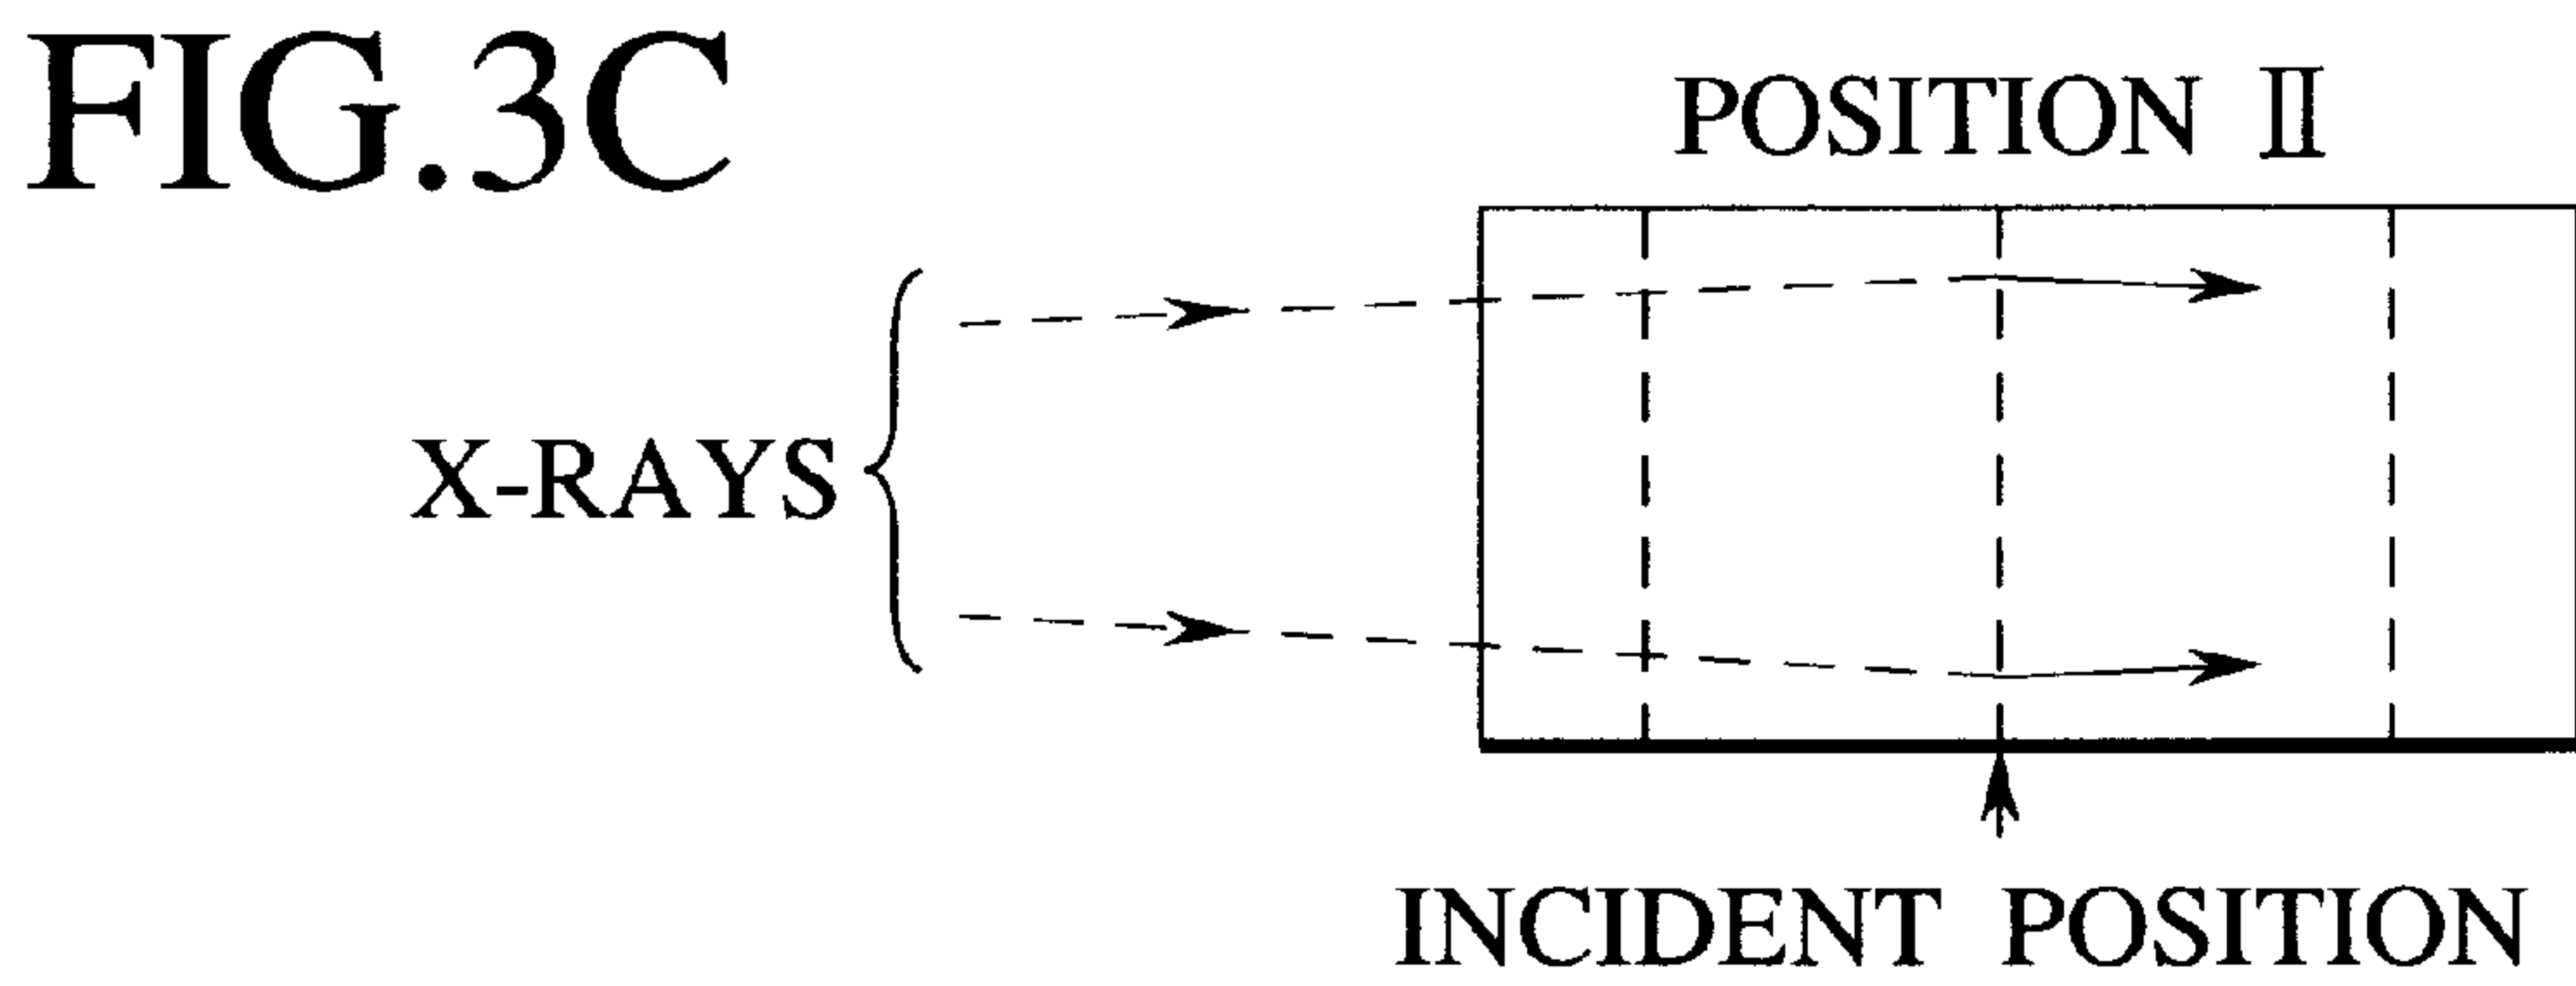 FIG.3C
POSITION Ⅱ
X-RAYS
INCIDENT POSITION